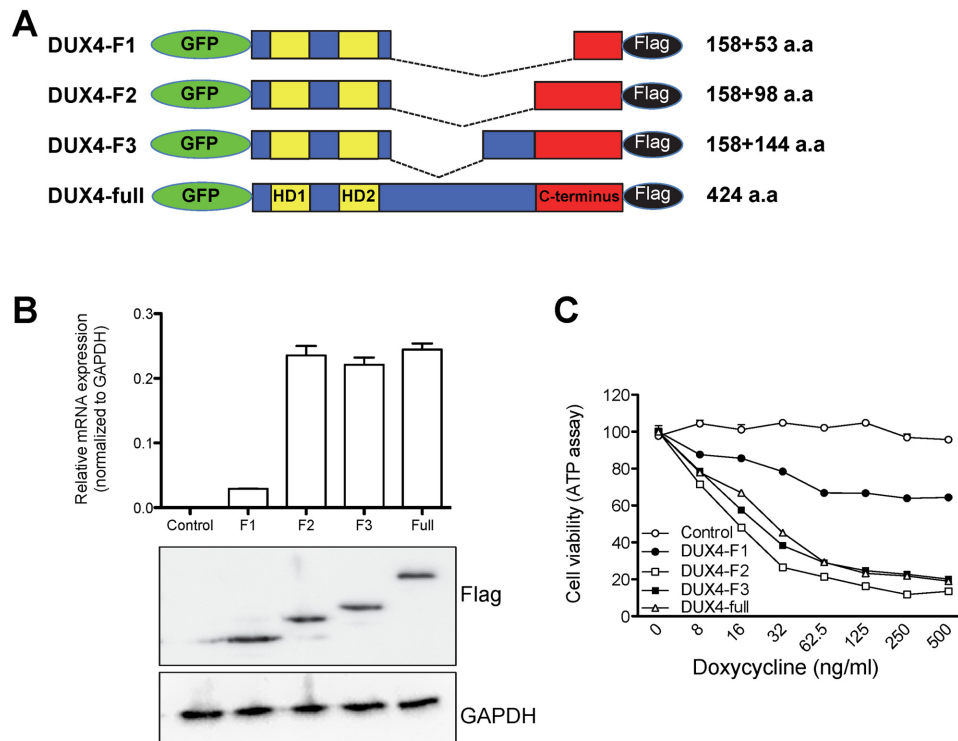 A
DUX4-F1 GFP Flag 158+53 a.a
DUX4-F2 GFP Flag 158+98 a.a
DUX4-F3 GFP Flag 158+144 a.a
DUX4-full GFP HD1 HD2 C-terminus Flag 424 a.a
B
Relative mRNA expression
(normalized to GAPDH)
0.3
0.2
0.1
0.0
Control F1 F2 F3 Full
Flag
GAPDH
C
Cell viability (ATP assay)
120
100
80
60
40
20
0
Control
DUX4-F1
DUX4-F2
DUX4-F3
DUX4-full
0 8 16 32 62.5 125 250 500
Doxycycline (ng/ml)